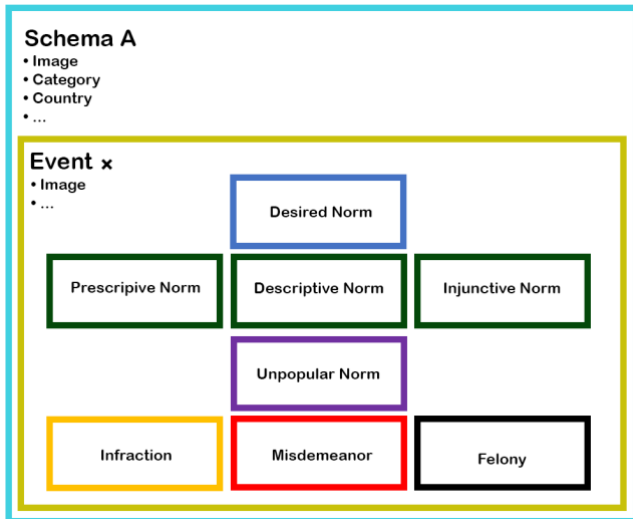 Schema A
• Image
• Category
• Country
• ...
Event x
• Image
• ...
Desired Norm
Prescripive Norm
Descriptive Norm
Injunctive Norm
Unpopular Norm
Infraction
Misdemeanor
Felony